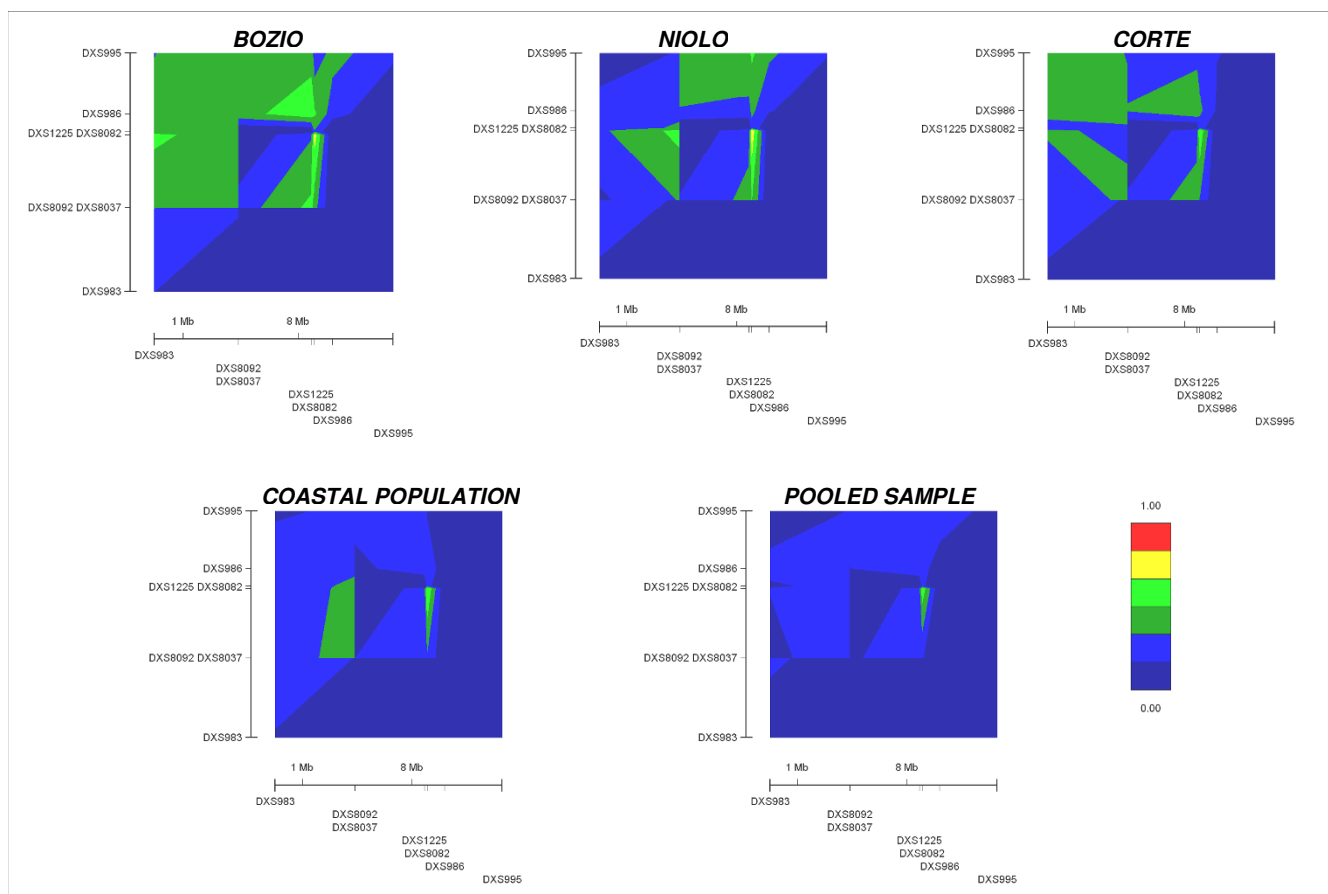 BOZIO
DXS995
DXS986
DXS1225 DXS8082
DXS8092 DXS8037
DXS983
1 Mb 8 Mb
DXS983
DXS8092
DXS8037
DXS1225
DXS8082
DXS986
DXS995
NIOLO
DXS995
DXS986
DXS1225 DXS8082
DXS8092 DXS8037
DXS983
1 Mb 8 Mb
DXS983
DXS8092
DXS8037
DXS1225
DXS8082
DXS986
DXS995
CORTE
DXS995
DXS986
DXS1225 DXS8082
DXS8092 DXS8037
DXS983
1 Mb 8 Mb
DXS983
DXS8092
DXS8037
DXS1225
DXS8082
DXS986
DXS995
COASTAL POPULATION
DXS995
DXS986
DXS1225 DXS8082
DXS8092 DXS8037
DXS983
1 Mb 8 Mb
DXS983
DXS8092
DXS8037
DXS1225
DXS8082
DXS986
DXS995
POOLED SAMPLE
DXS995
DXS986
DXS1225 DXS8082
DXS8092 DXS8037
DXS983
1 Mb 8 Mb
DXS983
DXS8092
DXS8037
DXS1225
DXS8082
DXS986
DXS995
1.00
0.00